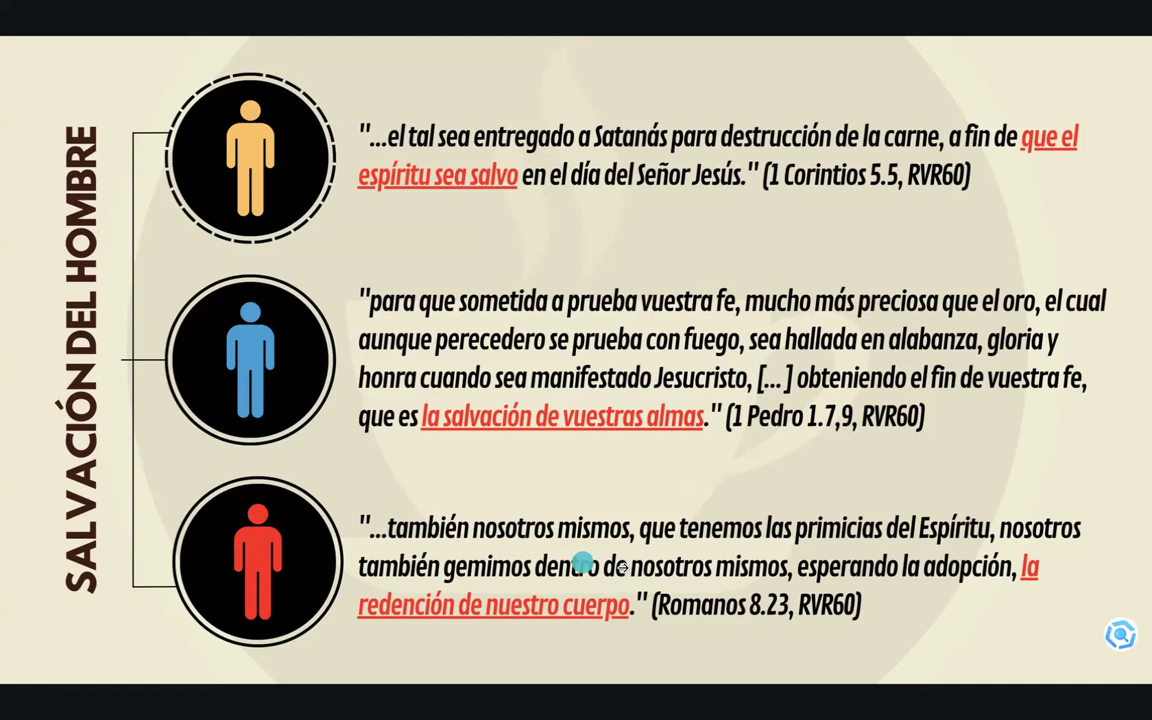 SALVACIÓN DEL HOMBRE
"...el tal sea entregado a Satanás para destrucción de la carne, a fin de que el
espíritu sea salvo en el día del Señor Jesús." (1 Corintios 5.5, RVR60)
"para que sometida a prueba vuestra fe, mucho más preciosa que el oro, el cual
aunque perecedero se prueba con fuego, sea hallada en alabanza, gloria y
honra cuando sea manifestado Jesucristo, [...] obteniendo el fin de vuestra fe,
que es la salvación de vuestras almas." (1 Pedro 1.7,9, RVR60)
"...también nosotros mismos, que tenemos las primicias del Espíritu, nosotros
también gemimos dentro de nosotros mismos, esperando la adopción, la
redención de nuestro cuerpo." (Romanos 8.23, RVR60)